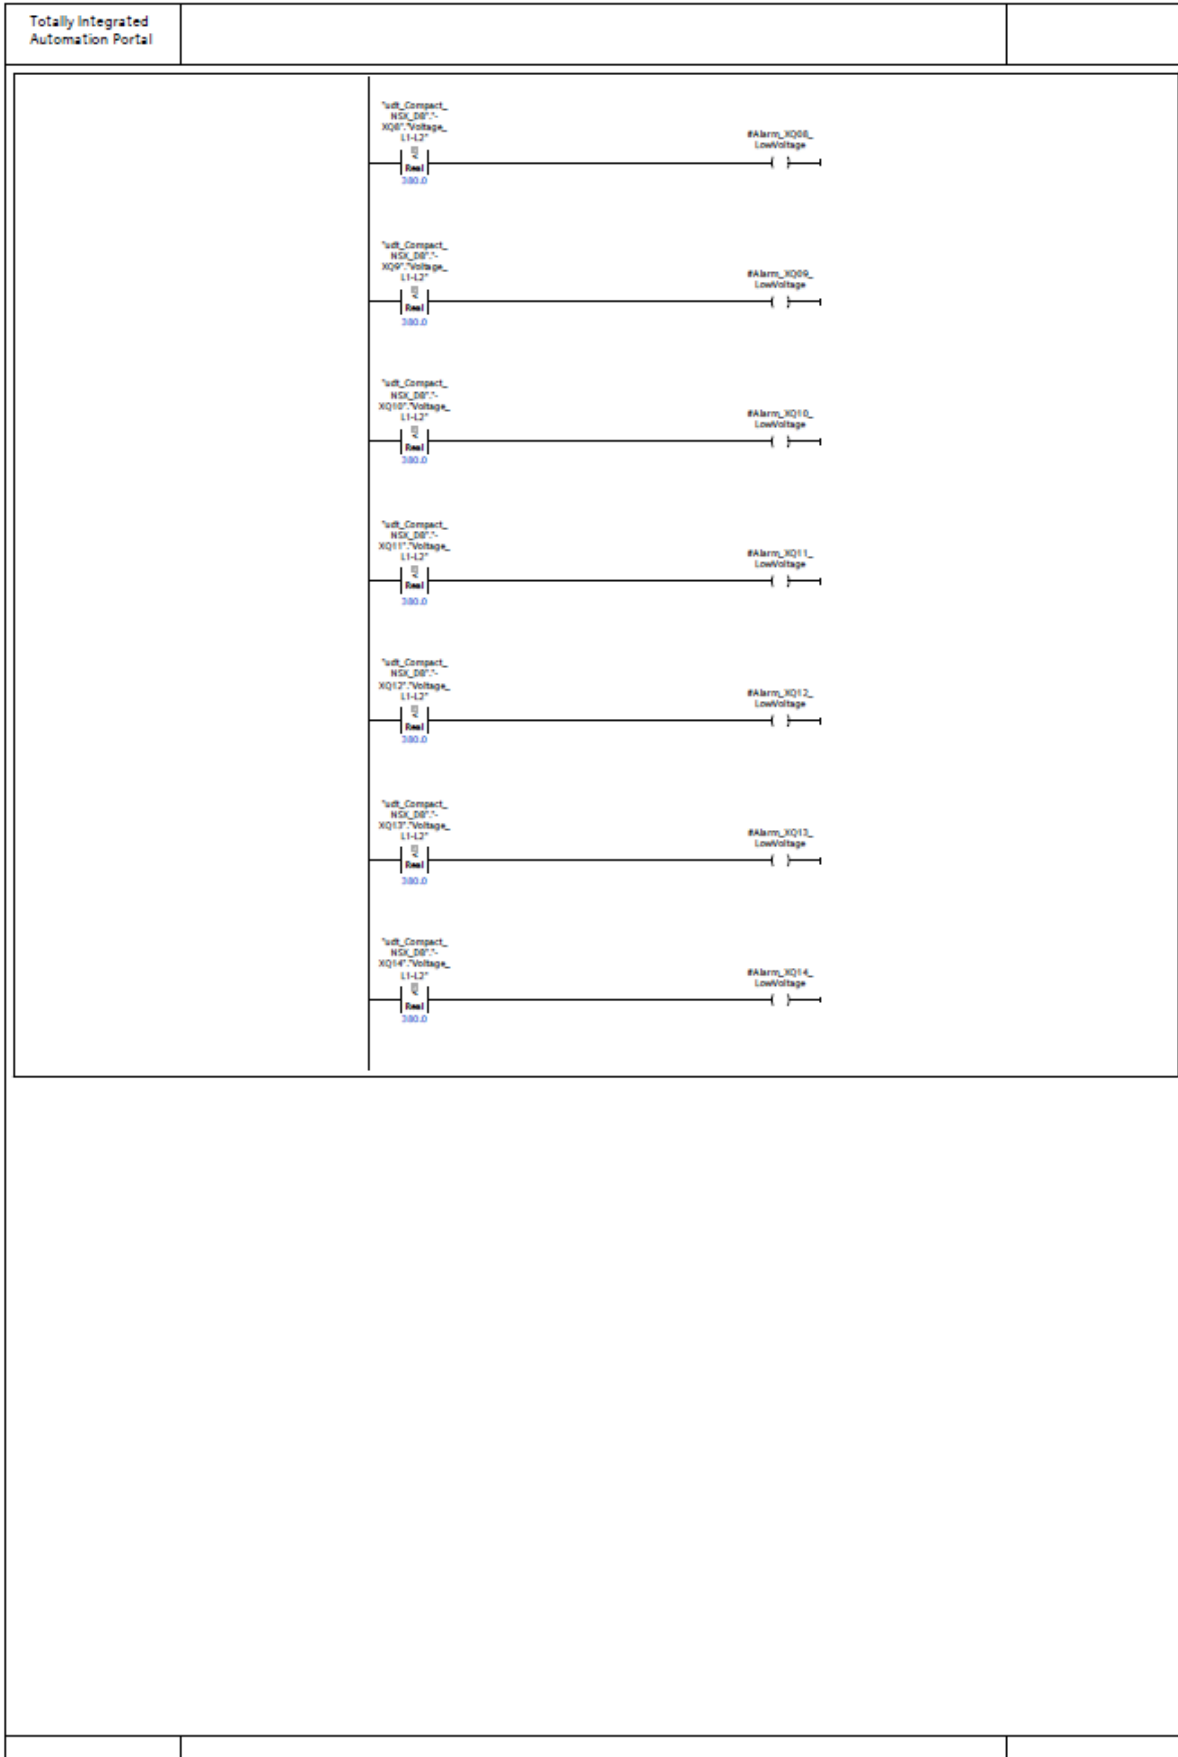 Totally Integrated
Automation Portal
"udt_Compact_
NSX_DB"."-
XQ8"."Voltage_
L1-L2"
Real
380.0
#Alarm_XQ08_
LowVoltage
"udt_Compact_
NSX_DB"."-
XQ9"."Voltage_
L1-L2"
Real
380.0
#Alarm_XQ09_
LowVoltage
"udt_Compact_
NSX_DB"."-
XQ10"."Voltage_
L1-L2"
Real
380.0
#Alarm_XQ10_
LowVoltage
"udt_Compact_
NSX_DB"."-
XQ11"."Voltage_
L1-L2"
Real
380.0
#Alarm_XQ11_
LowVoltage
"udt_Compact_
NSX_DB"."-
XQ12"."Voltage_
L1-L2"
Real
380.0
#Alarm_XQ12_
LowVoltage
"udt_Compact_
NSX_DB"."-
XQ13"."Voltage_
L1-L2"
Real
380.0
#Alarm_XQ13_
LowVoltage
"udt_Compact_
NSX_DB"."-
XQ14"."Voltage_
L1-L2"
Real
380.0
#Alarm_XQ14_
LowVoltage